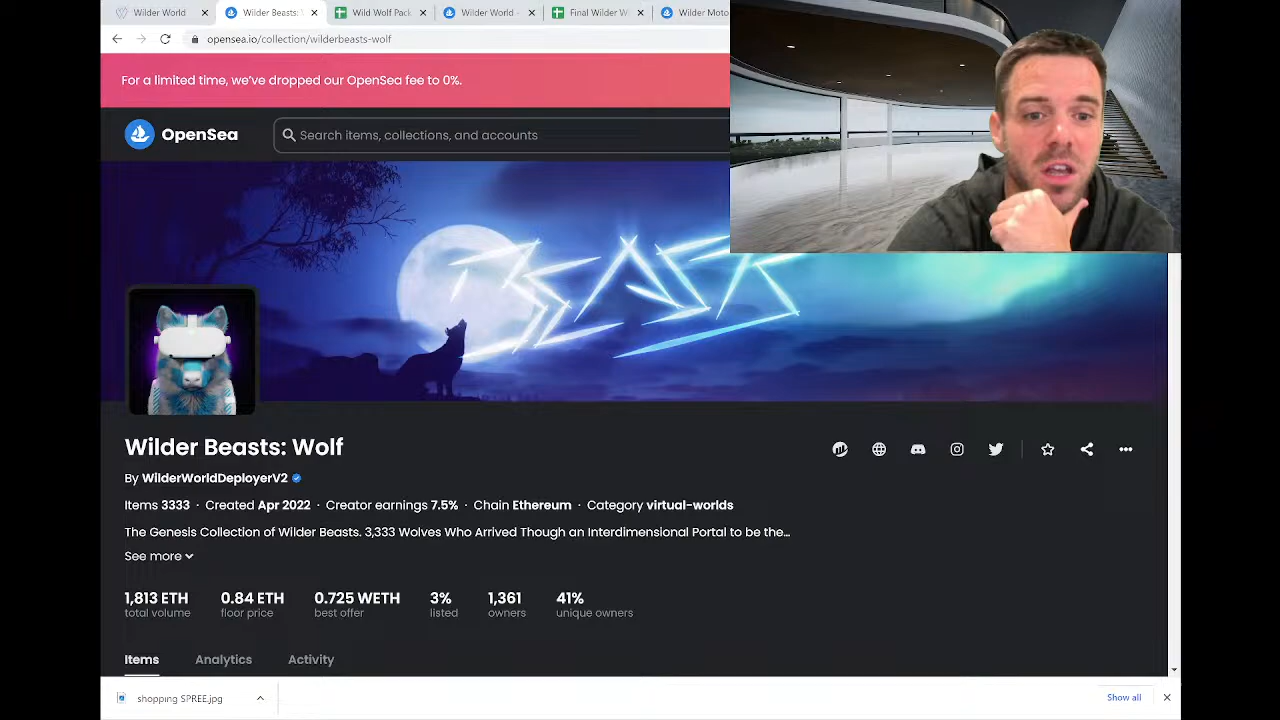 Wilder World
Wilder Beasts:
Wild Wolf Pack
Wilder World -
Final Wilder W
Wilder Moto
opensea.io/collection/wilderbeasts-wolf
For a limited time, we've dropped our OpenSea fee to 0%.
OpenSea
Search items, collections, and accounts
BEASTS
Wilder Beasts: Wolf
By WilderWorldDeployerV2
Items 3333 · Created Apr 2022 · Creator earnings 7.5% · Chain Ethereum · Category virtual-worlds
The Genesis Collection of Wilder Beasts. 3,333 Wolves Who Arrived Though an Interdimensional Portal to be the...
See more
1,813 ETH 0.84 ETH 0.725 WETH 3% 1,361 41%
total volume floor price best offer listed owners unique owners
Items Analytics Activity
shopping SPREE.jpg
Show all